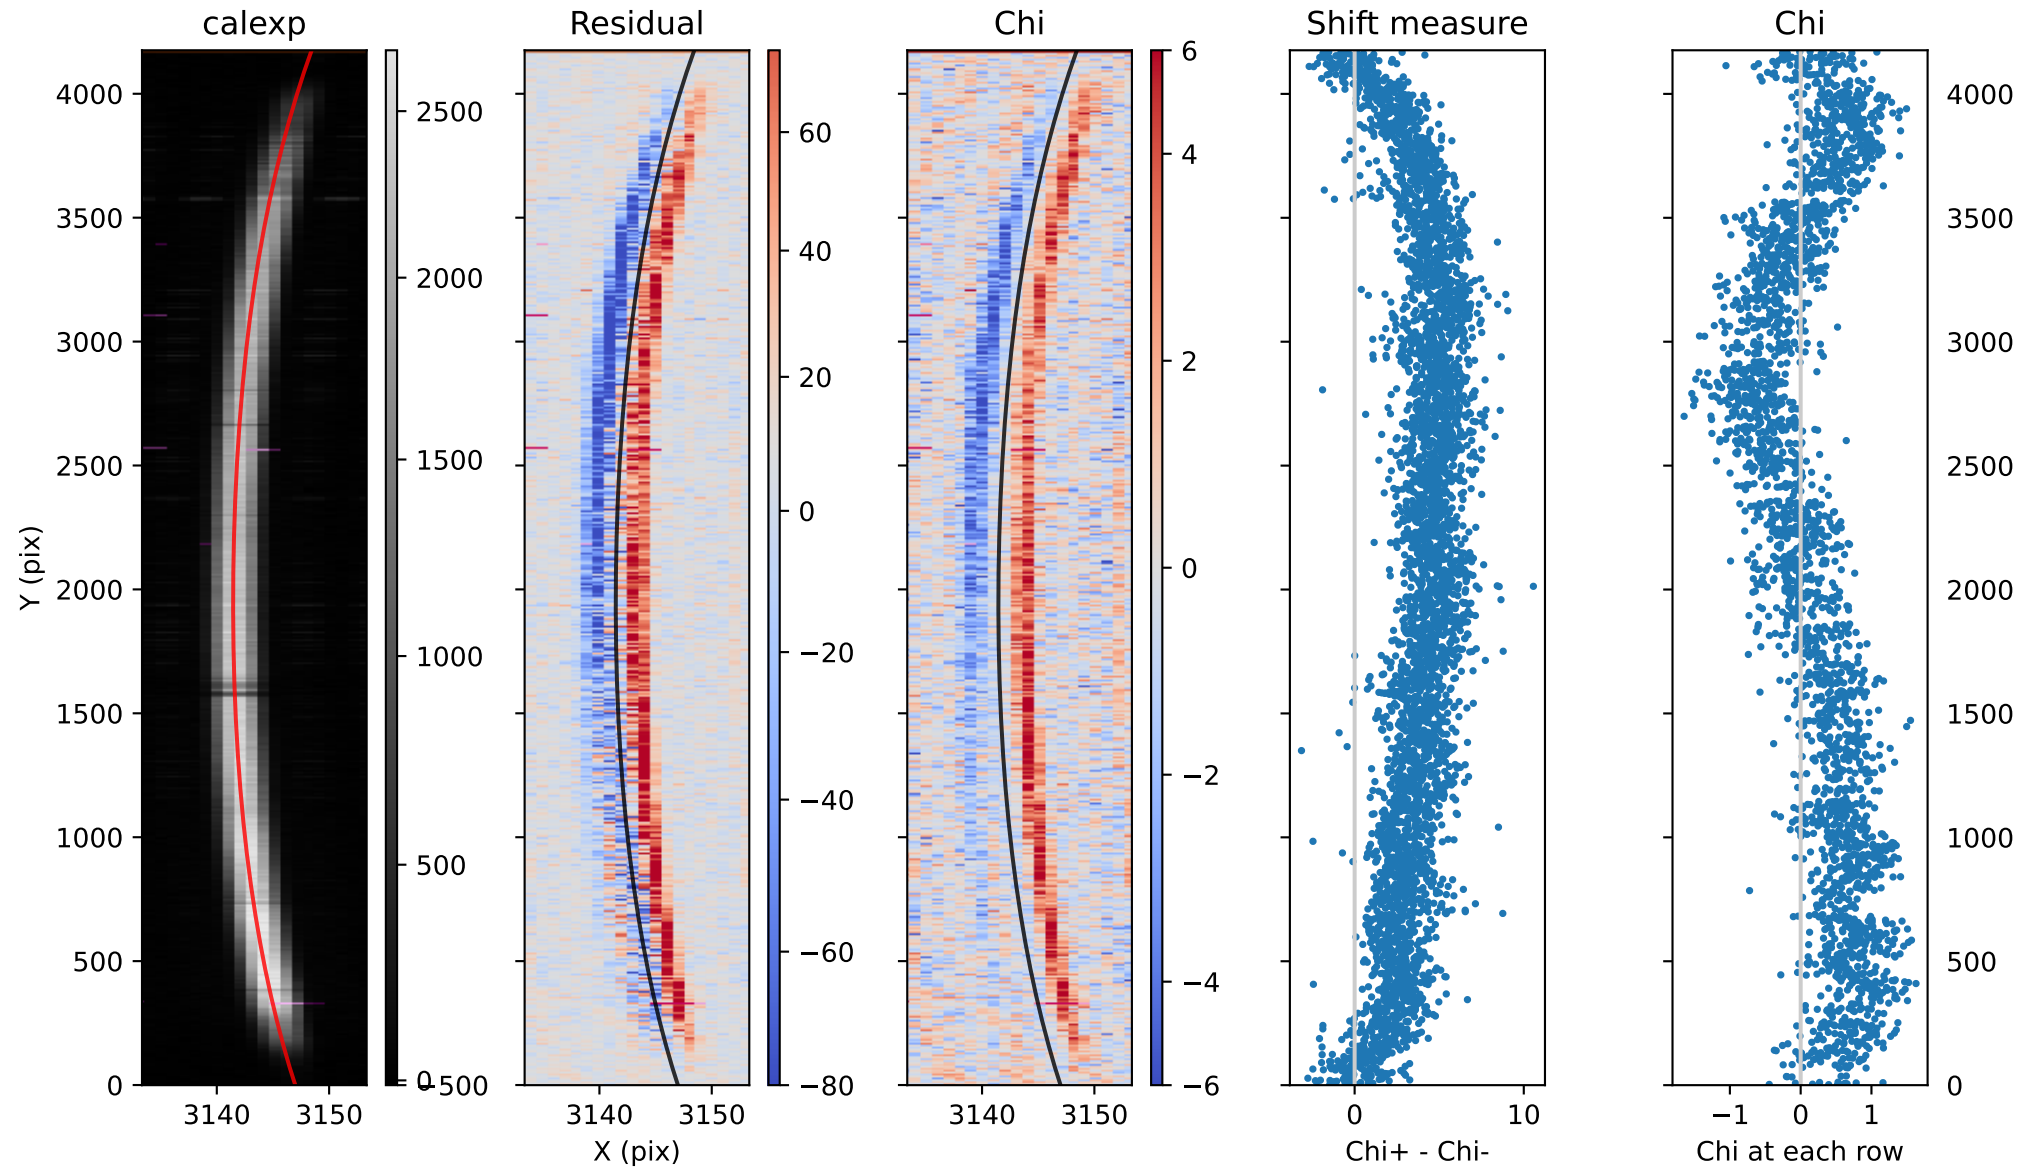 calexp Residual Chi Shift measure Chi
4000 2500 60 6 4000
3500 2000 40 4 3500
3000 20 2 3000
2500 1500 0 0 2500
2000 1000 −20 −2 2000
1500 500 −40 −4 1500
1000 0 −60 −6 1000
500 −500 −80 500
0 0
Y (pix)
3140 3150 3140 3150 3140 3150 0 10 −1 0 1
X (pix) Chi+ - Chi- Chi at each row